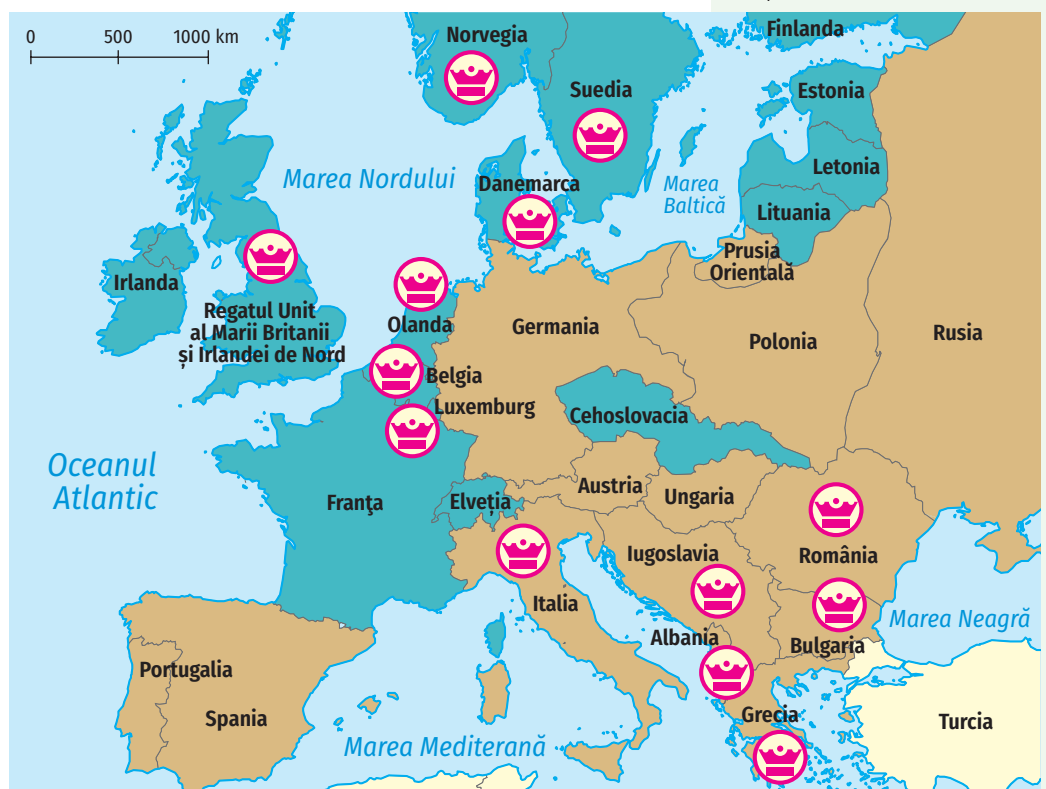 0 500 1000 km
Norvegia
Finlanda
Suedia
Estonia
Marea Nordului
Letonia
Danemarca
Marea
Baltică
Lituania
Prusia
Orientală
Irlanda
Regatul Unit
al Marii Britanii
și Irlandei de Nord
Olanda
Germania
Polonia
Rusia
Belgia
Luxemburg
Cehoslovacia
Oceanul
Atlantic
Franţa
Elveția
Austria
Ungaria
Iugoslavia
România
Italia
Albania
Bulgaria
Marea Neagră
Portugalia
Spania
Grecia
Turcia
Marea Mediterană